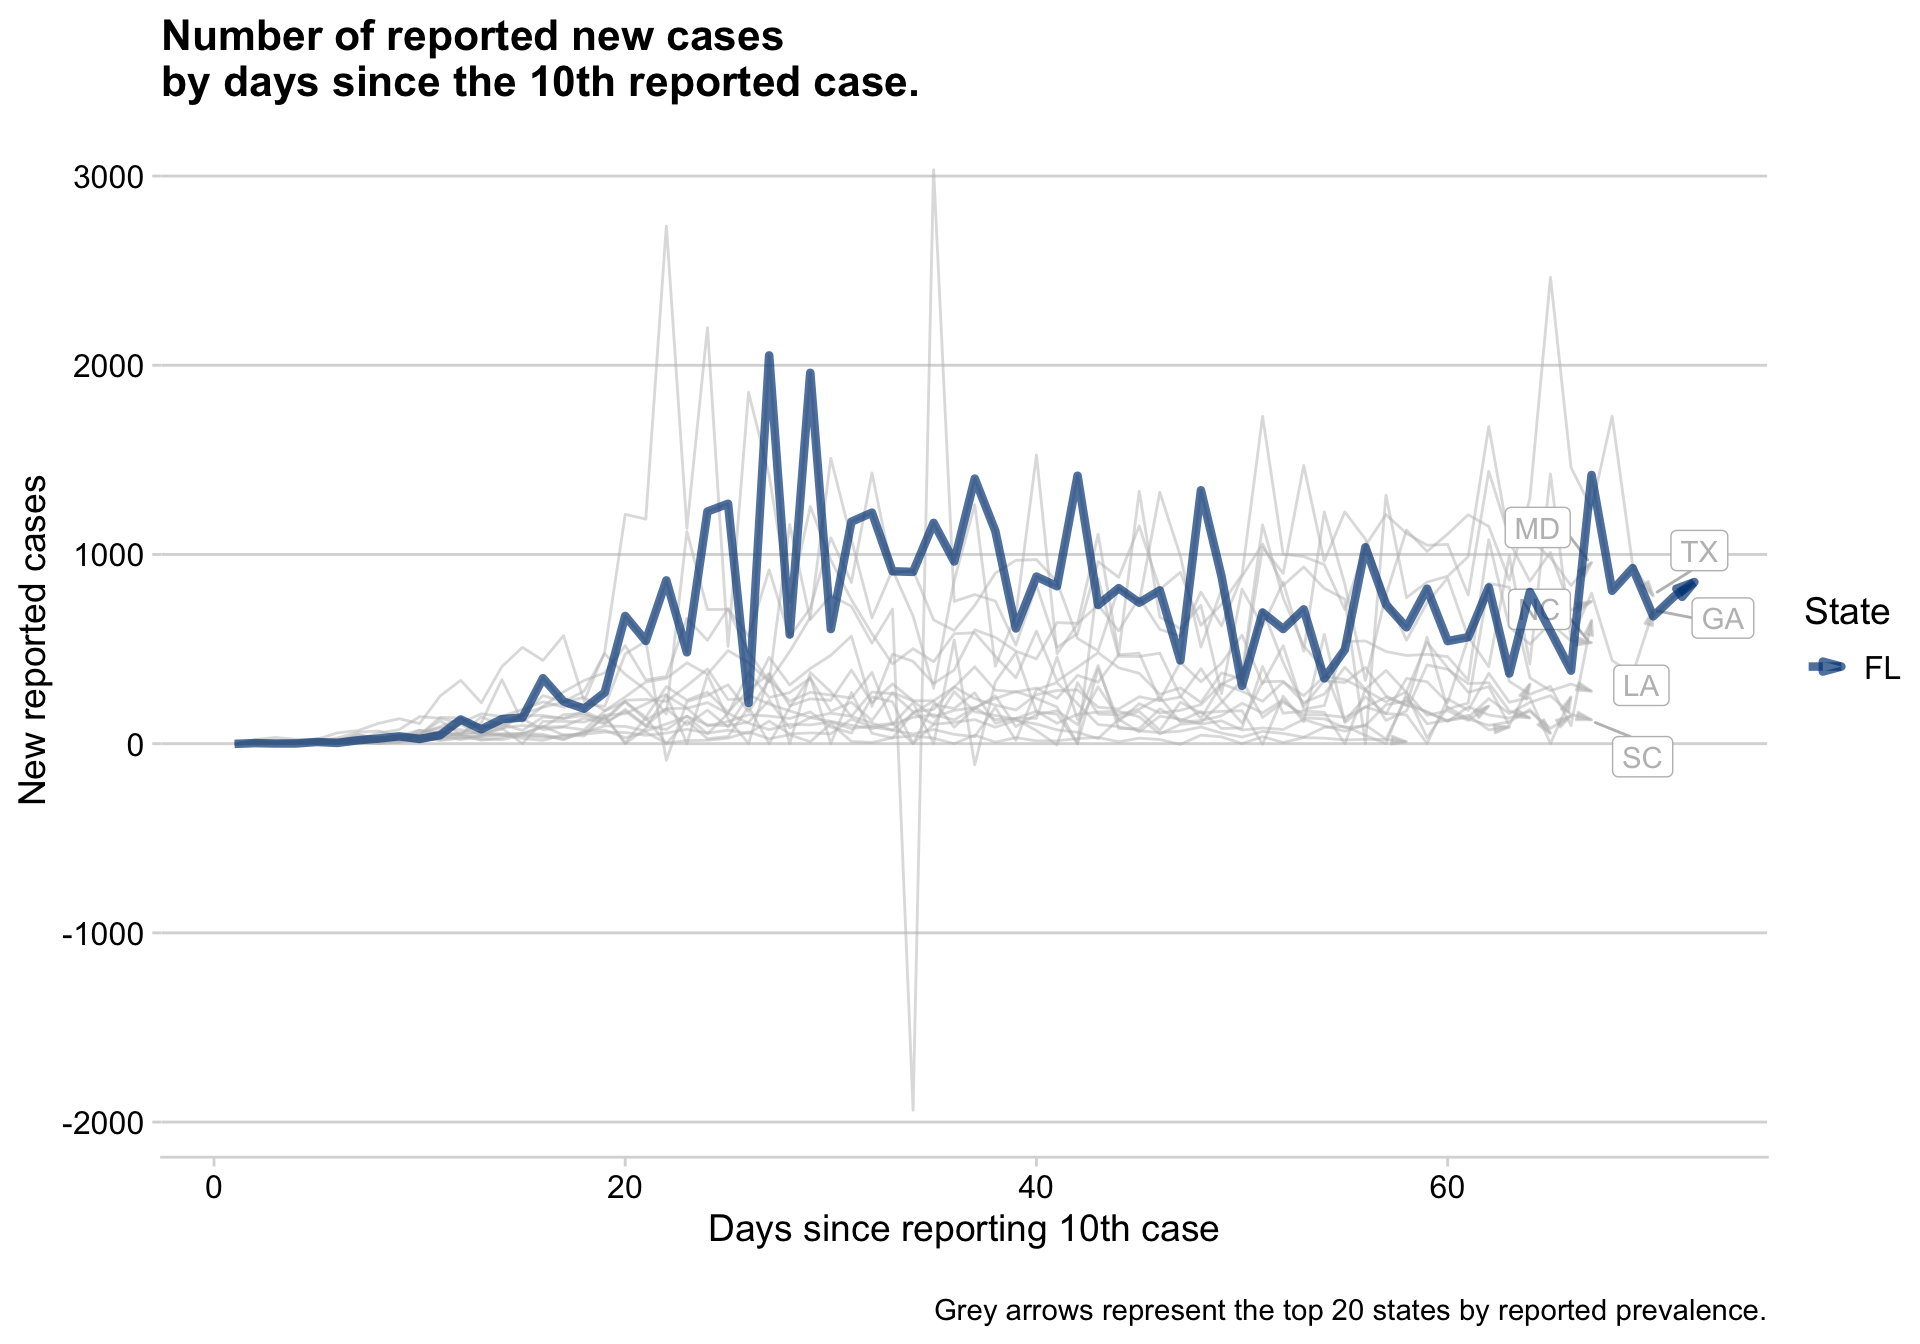 Number of reported new cases
by days since the 10th reported case.
New reported cases
3000
2000
1000
0
-1000
-2000
MD
TX
GA
LA
SC
State
FL
0
20
40
60
Days since reporting 10th case
Grey arrows represent the top 20 states by reported prevalence.